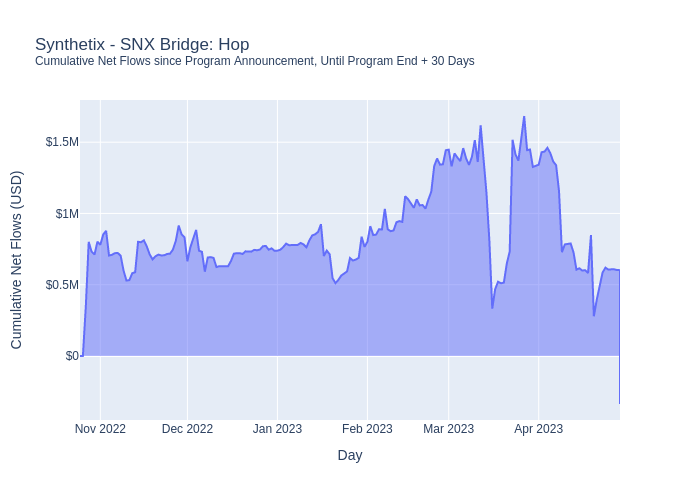 Synthetix - SNX Bridge: Hop
Cumulative Net Flows since Program Announcement, Until Program End + 30 Days
Cumulative Net Flows (USD)
$1.5M
$1M
$0.5M
$0
Nov 2022
Dec 2022
Jan 2023
Feb 2023
Mar 2023
Apr 2023
Day